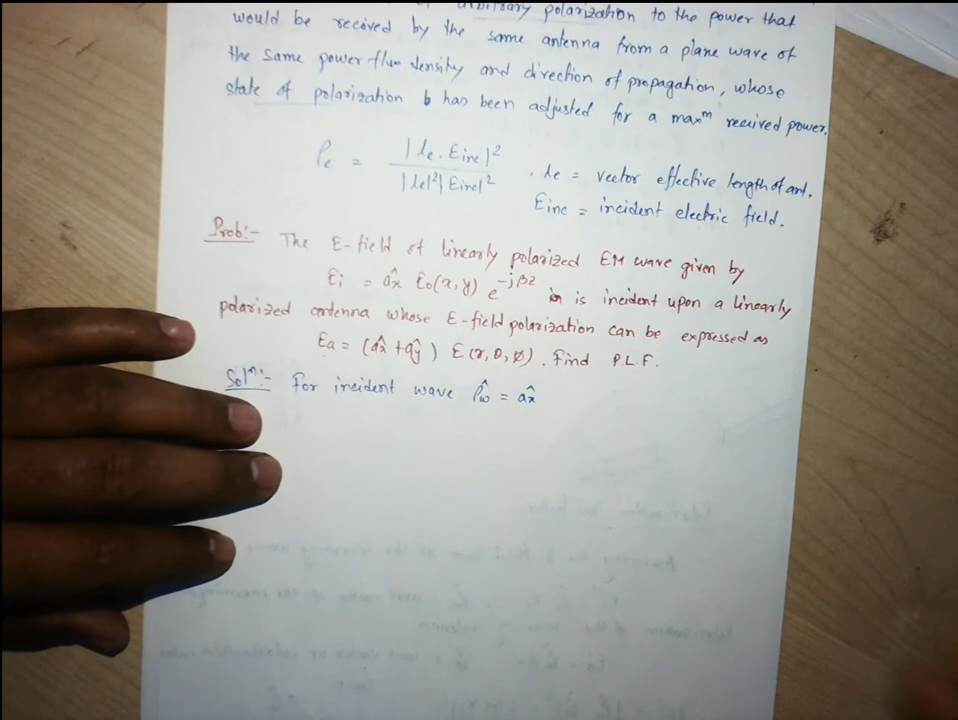 arbitrary polarization to the power that
would be recived by the same antenna from a plane wave of
the same power flux density and direction of propagation, whose
state of polarization b has been adjusted for a maxᵐ received power.
Pe = |le . Einc|² / |le|²| Einc|² . le = vector effective length of ant.
Einc = incident electric field.
Prob:- The E-field of linearly polarized EM wave given by
Ei = âx E₀(x,y) e^-jβz is incident upon a linearly
polarized antenna whose E-field polarization can be expressed as
Ea = (âx + âŷ) E(r,θ,φ). Find P.L.F.
Solⁿ:- For incident wave P̂w = âx